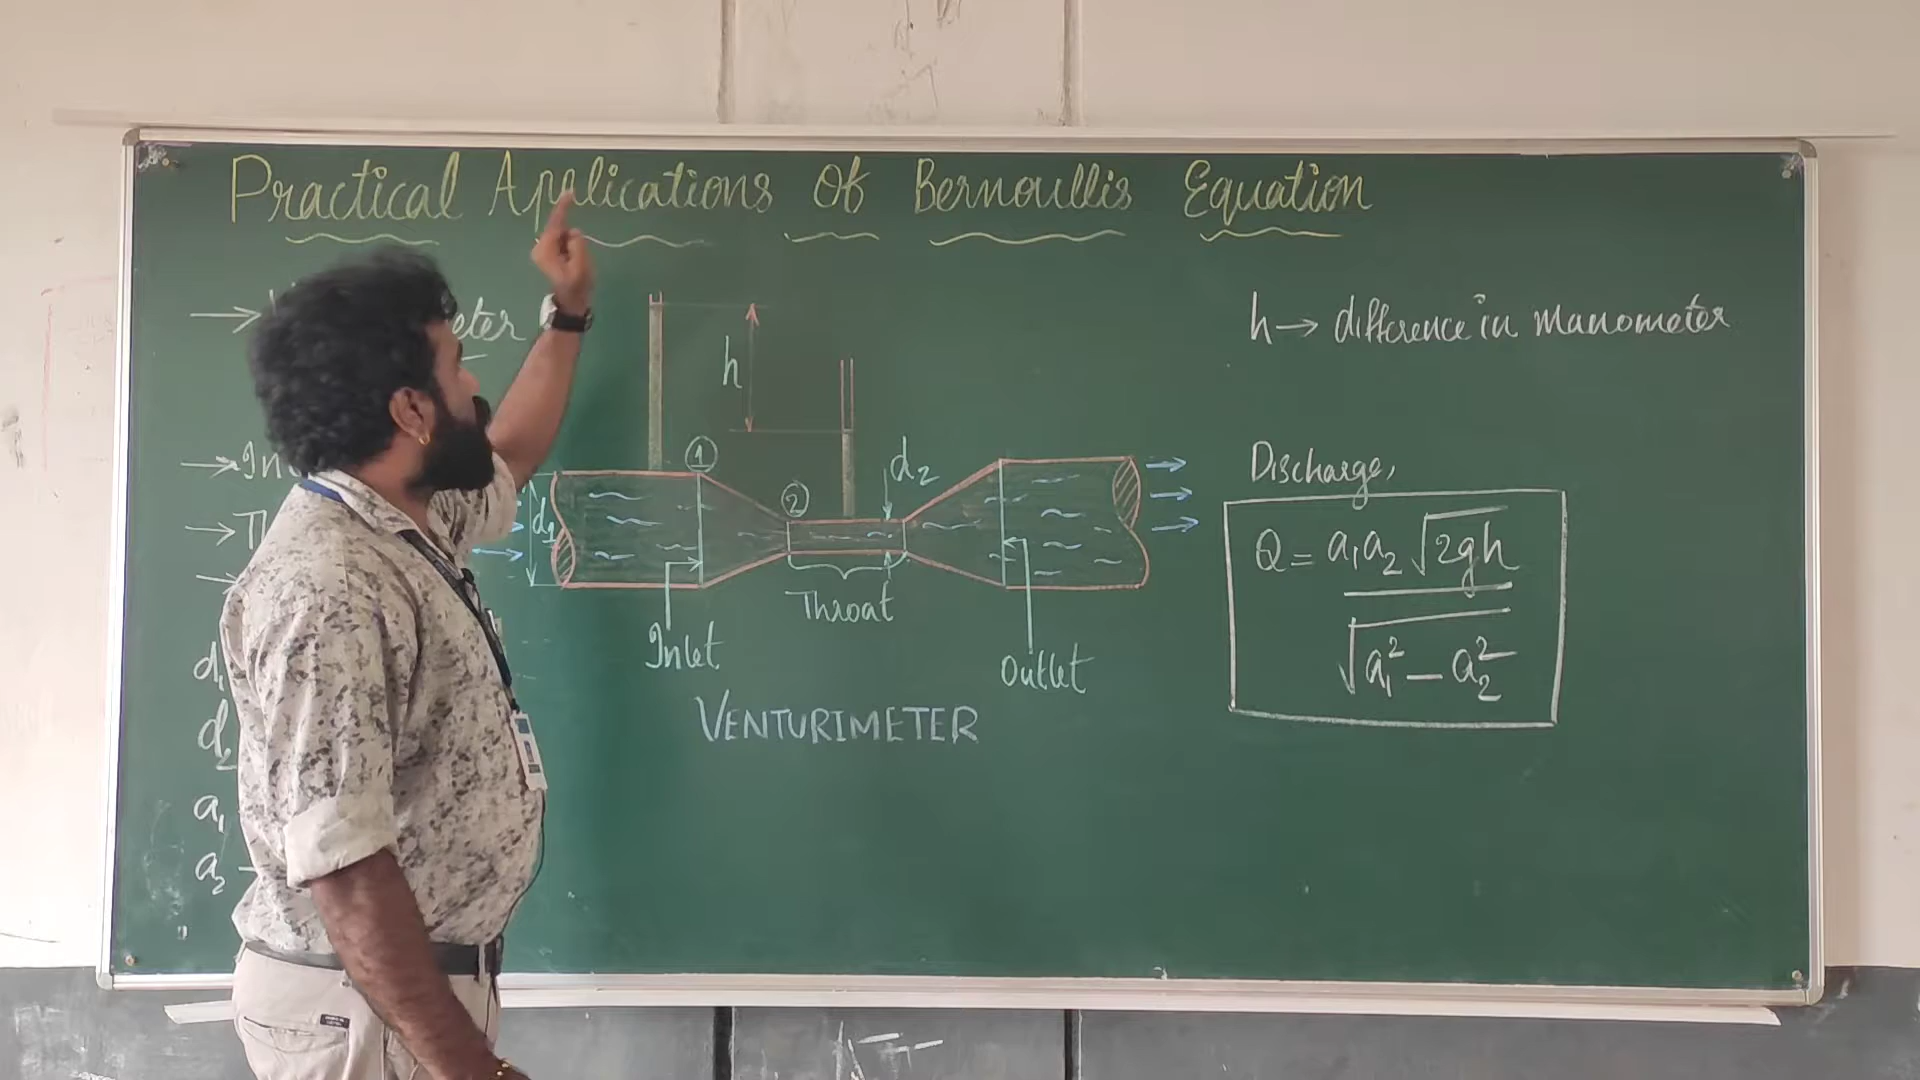 Practical Applications Of Bernoullis Equation
→
h → difference in Manometer
h
1
d2
→
Discharge,
2
d1
→
Q = a1a2 √2gh
√a1² – a2²
Throat
Inlet
Outlet
d1
VENTURIMETER
d2
a1
a2